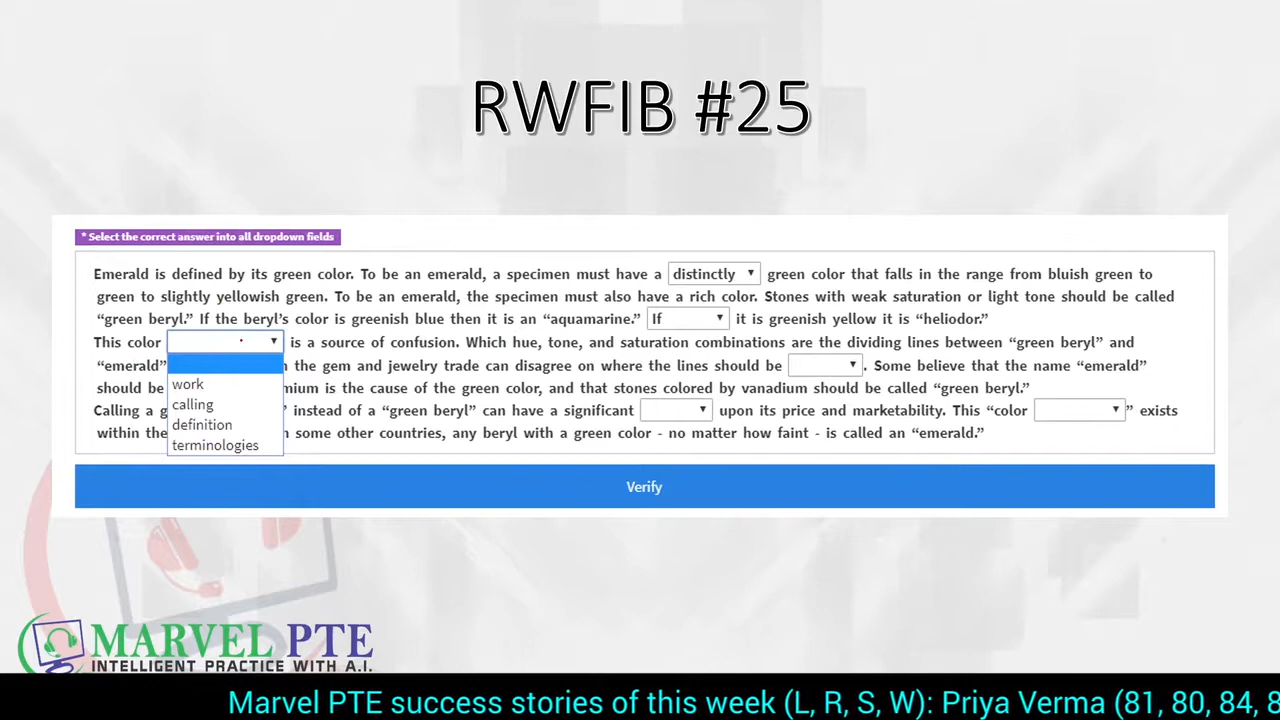 RWFIB #25
* Select the correct answer into all dropdown fields
Emerald is defined by its green color. To be an emerald, a specimen must have a distinctly green color that falls in the range from bluish green to
green to slightly yellowish green. To be an emerald, the specimen must also have a rich color. Stones with weak saturation or light tone should be called
“green beryl.” If the beryl’s color is greenish blue then it is an “aquamarine.” If it is greenish yellow it is “heliodor.”
This color is a source of confusion. Which hue, tone, and saturation combinations are the dividing lines between “green beryl” and
“emerald” the gem and jewelry trade can disagree on where the lines should be . Some believe that the name “emerald”
work
should be mium is the cause of the green color, and that stones colored by vanadium should be called “green beryl.”
calling
Calling a g ” instead of a “green beryl” can have a significant upon its price and marketability. This “color ” exists
definition
within the some other countries, any beryl with a green color - no matter how faint - is called an “emerald.”
terminologies
Verify
MARVEL PTE
INTELLIGENT PRACTICE WITH A.I.
Marvel PTE success stories of this week (L, R, S, W): Priya Verma (81, 80, 84, 8